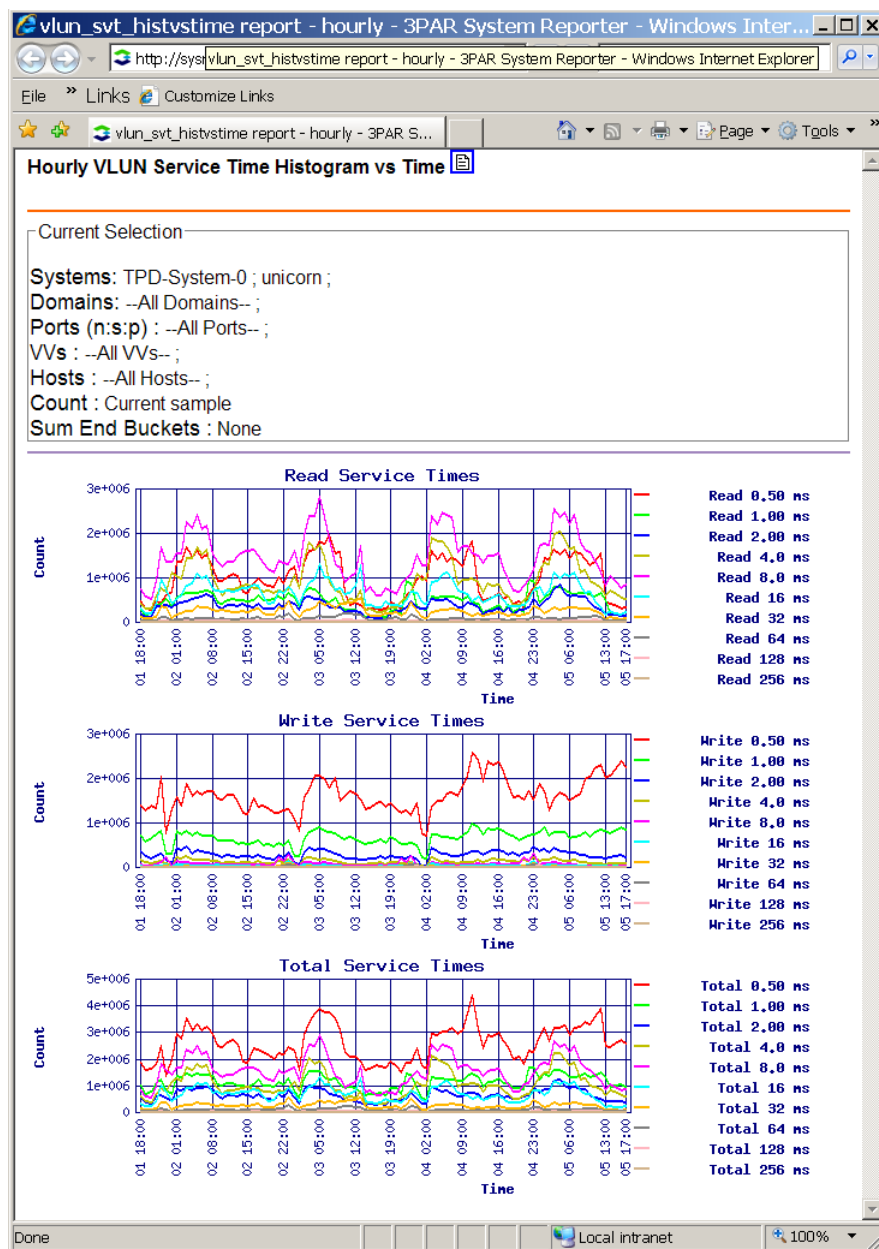 vlun_svt_histvstime report - hourly - 3PAR System Reporter - Windows Inter...
http://sysr
vlun_svt_histvstime report - hourly - 3PAR System Reporter - Windows Internet Explorer
File » Links Customize Links
vlun_svt_histvstime report - hourly - 3PAR S...
Page Tools »
Hourly VLUN Service Time Histogram vs Time
Current Selection
Systems: TPD-System-0 ; unicorn ;
Domains: --All Domains-- ;
Ports (n:s:p) : --All Ports-- ;
VVs : --All VVs-- ;
Hosts : --All Hosts-- ;
Count : Current sample
Sum End Buckets : None
Read Service Times
3e+006
2e+006
1e+006
0
Count
01 18:00
02 01:00
02 08:00
02 15:00
02 22:00
03 05:00
03 12:00
03 19:00
04 02:00
04 09:00
04 16:00
04 23:00
05 06:00
05 13:00
05 17:00
Time
Read 0.50 ms
Read 1.00 ms
Read 2.00 ms
Read 4.0 ms
Read 8.0 ms
Read 16 ms
Read 32 ms
Read 64 ms
Read 128 ms
Read 256 ms
Write Service Times
3e+006
2e+006
1e+006
0
Count
01 18:00
02 01:00
02 08:00
02 15:00
02 22:00
03 05:00
03 12:00
03 19:00
04 02:00
04 09:00
04 16:00
04 23:00
05 06:00
05 13:00
05 17:00
Time
Write 0.50 ms
Write 1.00 ms
Write 2.00 ms
Write 4.0 ms
Write 8.0 ms
Write 16 ms
Write 32 ms
Write 64 ms
Write 128 ms
Write 256 ms
Total Service Times
5e+006
4e+006
3e+006
2e+006
1e+006
0
Count
01 18:00
02 01:00
02 08:00
02 15:00
02 22:00
03 05:00
03 12:00
03 19:00
04 02:00
04 09:00
04 16:00
04 23:00
05 06:00
05 13:00
05 17:00
Time
Total 0.50 ms
Total 1.00 ms
Total 2.00 ms
Total 4.0 ms
Total 8.0 ms
Total 16 ms
Total 32 ms
Total 64 ms
Total 128 ms
Total 256 ms
Done Local intranet 100%